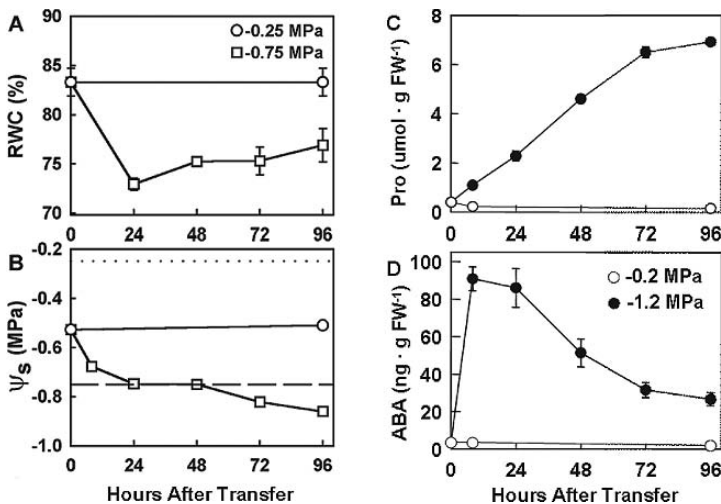 A
90
85
80
75
70
RWC (%)
-0.25 MPa
-0.75 MPa
0
24
48
72
96
B
-0.2
-0.4
-0.6
-0.8
-1.0
Ψs (MPa)
0
24
48
72
96
Hours After Transfer
C
8
6
4
2
0
Pro (umol · g FW-1)
0
24
48
72
96
D
100
80
60
40
20
0
ABA (ng · g FW-1)
-0.2 MPa
-1.2 MPa
0
24
48
72
96
Hours After Transfer